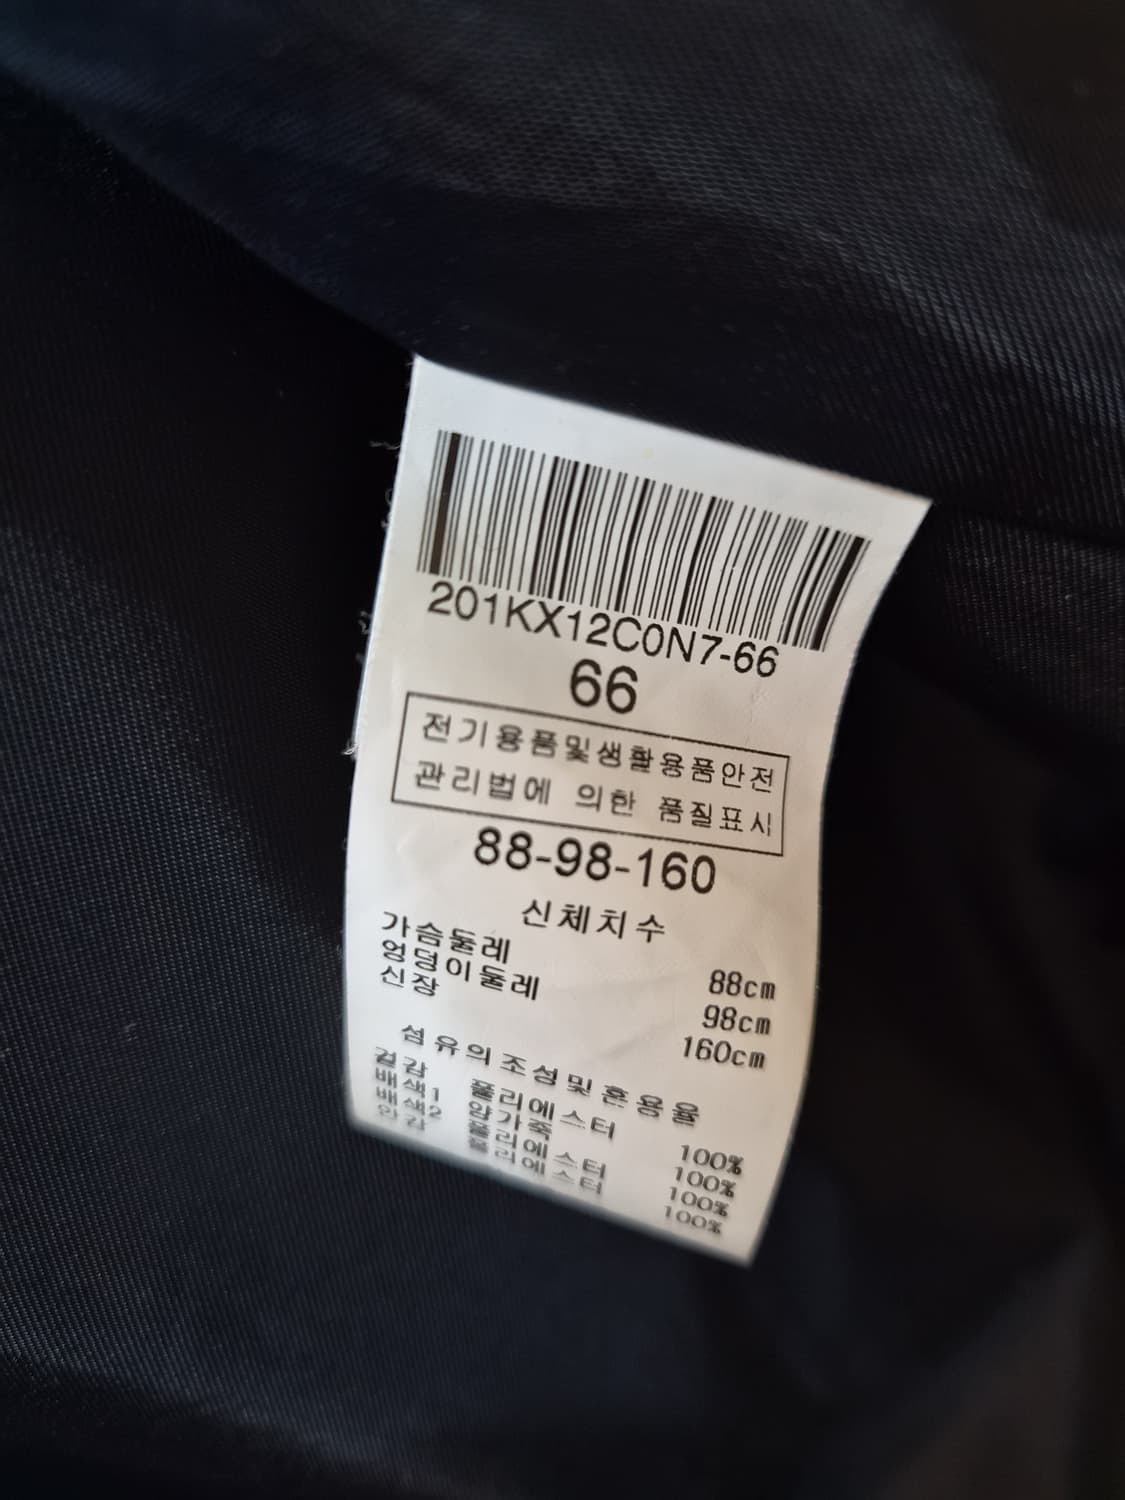 201KX12C0N7-66
66
전기용품및생활용품안전
관리법에 의한 품질표시
88-98-160
신체치수
가슴둘레 88cm
엉덩이둘레 98cm
신장 160cm
섬유의조성및혼용율
겉감 폴리에스터 100%
배색1 양가죽 100%
배색2 폴리에스터 100%
안감 폴리에스터 100%